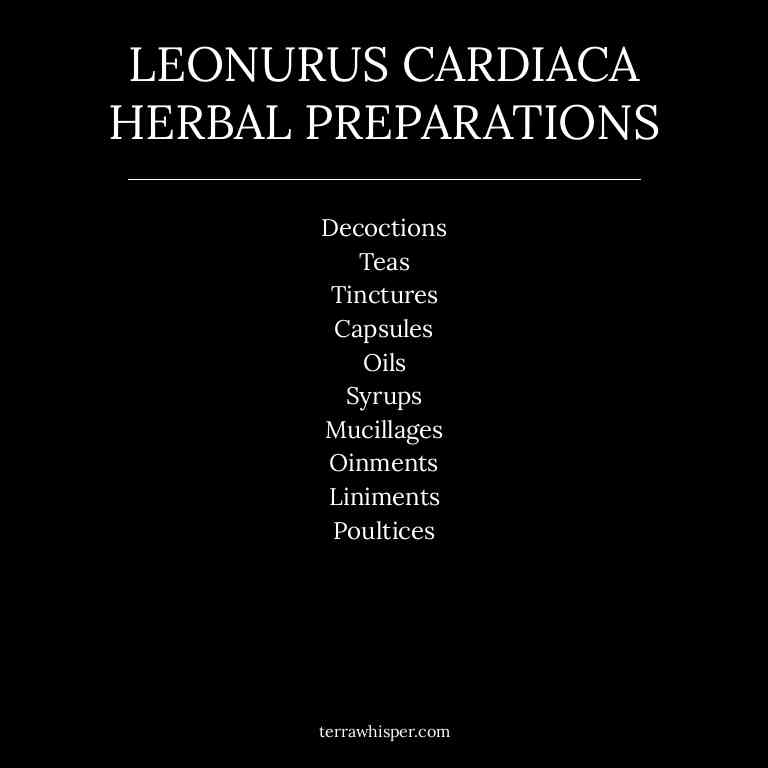 LEONURUS CARDIACA
HERBAL PREPARATIONS
Decoctions
Teas
Tinctures
Capsules
Oils
Syrups
Mucillages
Oinments
Liniments
Poultices
terrawhisper.com